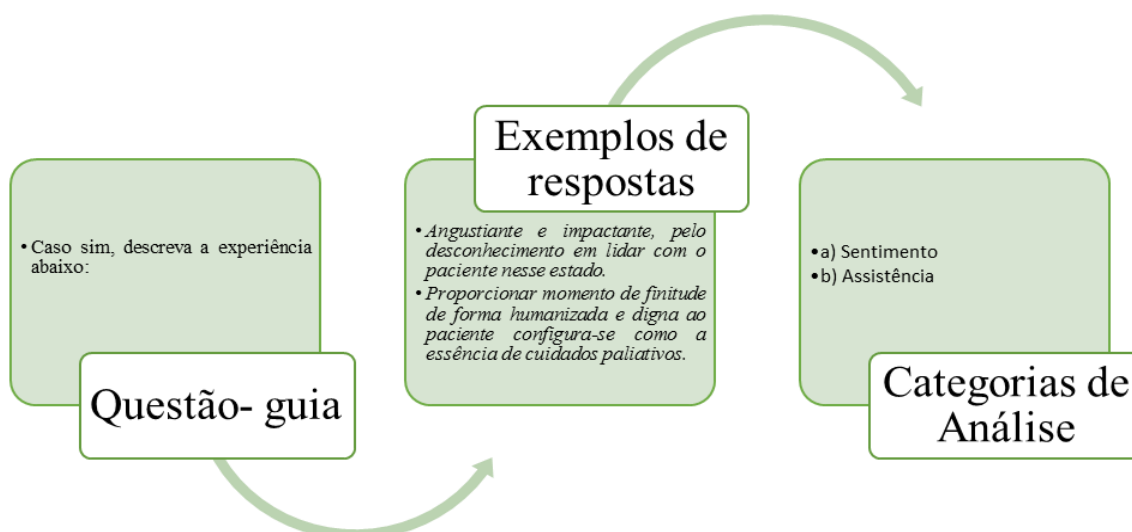 • Caso sim, descreva a experiência
abaixo:
Questão- guia
Exemplos de
respostas
• Angustiante e impactante, pelo
desconhecimento em lidar com o
paciente nesse estado.
• Proporcionar momento de finitude
de forma humanizada e digna ao
paciente configura-se como a
essência de cuidados paliativos.
•a) Sentimento
•b) Assistência
Categorias de
Análise